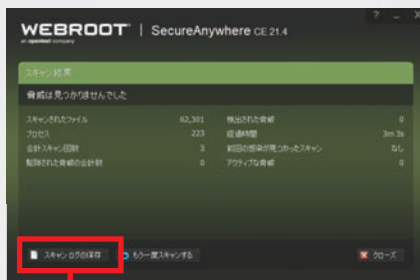 WEBROOT | SecureAnywhere CE 21.4
an opentext company
スキャン結果
脅威は見つかりませんでした
スキャンされたファイル 62,301 検出された脅威 0
プロセス 223 経過時間 3m 3s
合計スキャン回数 3 前回の感染が見つかったスキャン なし
駆除された脅威の合計数 0 アクティブな脅威 0
スキャン ログの保存 もう一度スキャンする クローズ